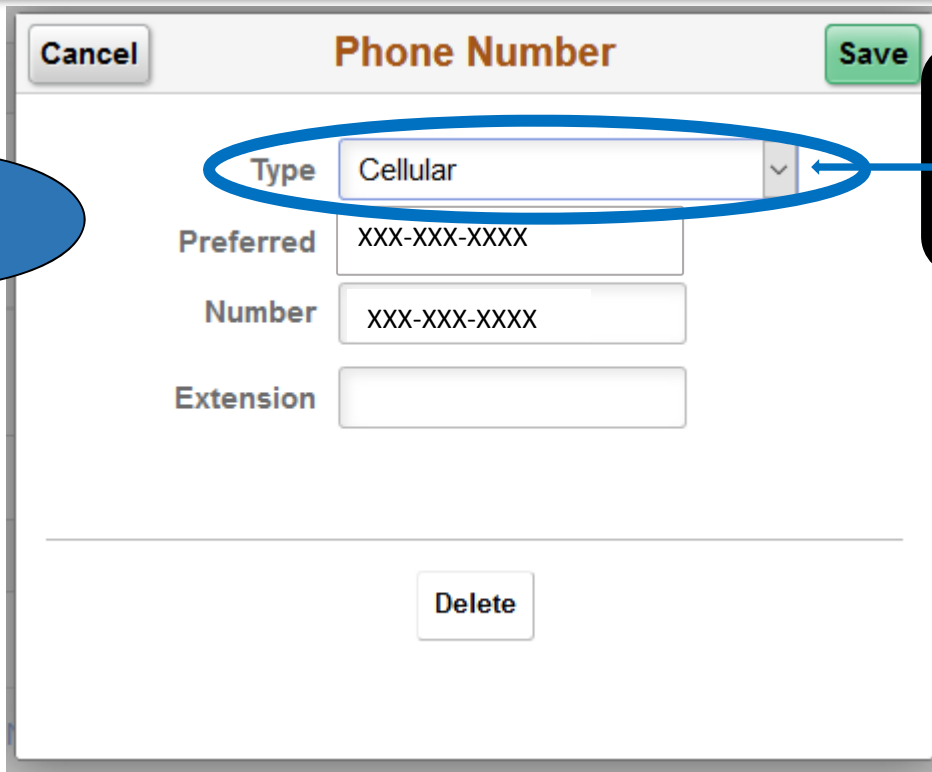 Cancel Phone Number Save
Type Cellular
Preferred XXX-XXX-XXXX
Number XXX-XXX-XXXX
Extension
Delete